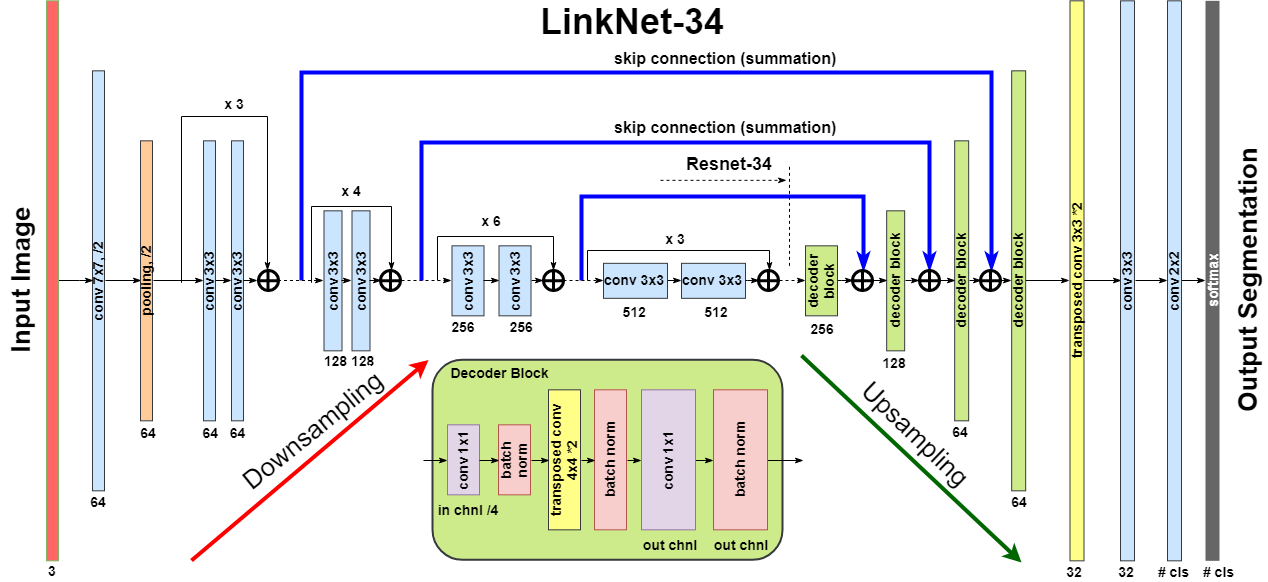 LinkNet-34
skip connection (summation)
skip connection (summation)
Resnet-34
x 3
x 4
x 6
x 3
Input Image
3
conv 7x7, /2
64
pooling, /2
64
conv 3x3
conv 3x3
64
64
conv 3x3
conv 3x3
128
128
conv 3x3
conv 3x3
256
256
conv 3x3
conv 3x3
512
512
decoder
block
256
decoder block
128
decoder block
64
decoder block
64
transposed conv 3x3 *2
32
conv 3x3
32
conv 2x2
# cls
softmax
# cls
Output Segmentation
Downsampling
Upsampling
Decoder Block
conv 1x1
in chnl /4
batch
norm
transposed conv
4x4 *2
batch norm
conv 1x1
out chnl
batch norm
out chnl